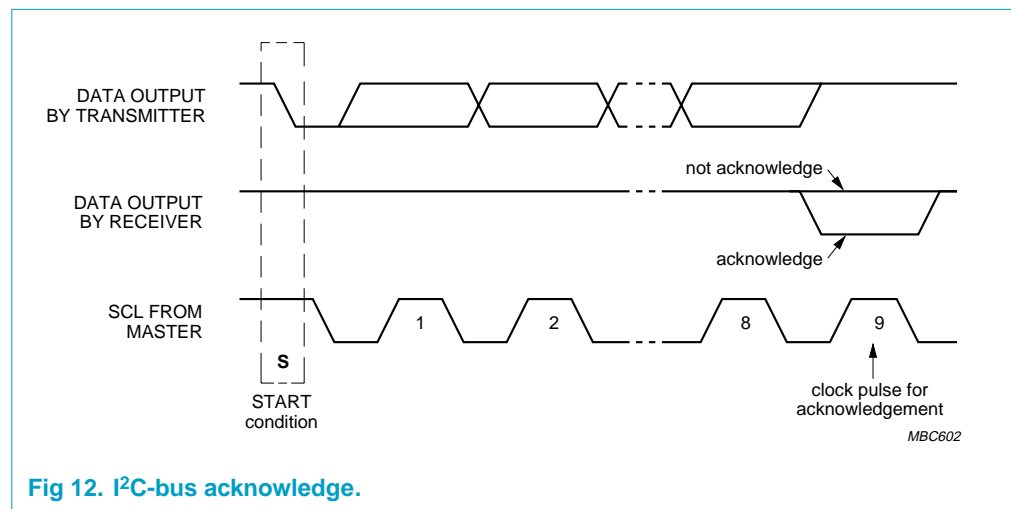 DATA OUTPUT
BY TRANSMITTER
not acknowledge
DATA OUTPUT
BY RECEIVER
acknowledge
SCL FROM
MASTER
1
2
8
9
S
START
condition
clock pulse for
acknowledgement
MBC602
Fig 12. I²C-bus acknowledge.